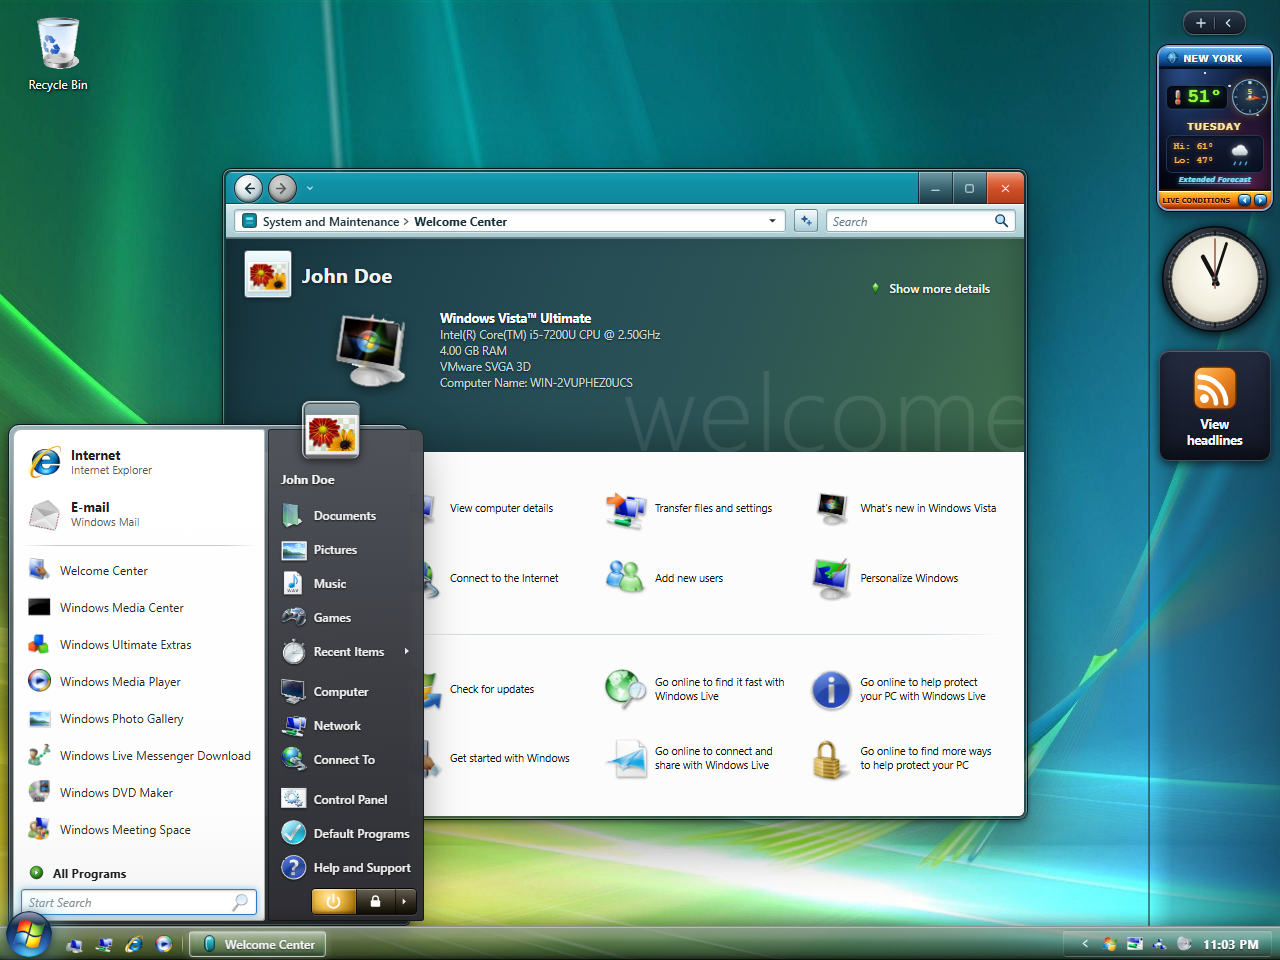 Recycle Bin
NEW YORK
51°
S
TUESDAY
Hi: 61°
Lo: 47°
Extended Forecast
LIVE CONDITIONS
View
headlines
System and Maintenance > Welcome Center
Search
John Doe
Show more details
Windows Vista™ Ultimate
Intel(R) Core(TM) i5-7200U CPU @ 2.50GHz
4.00 GB RAM
VMware SVGA 3D
Computer Name: WIN-2VUPHEZ0UCS
welcome
View computer details
Transfer files and settings
What's new in Windows Vista
Connect to the Internet
Add new users
Personalize Windows
Check for updates
Go online to find it fast with
Windows Live
Go online to help protect
your PC with Windows Live
Get started with Windows
Go online to connect and
share with Windows Live
Go online to find more ways
to help protect your PC
Internet
Internet Explorer
E-mail
Windows Mail
Welcome Center
Windows Media Center
Windows Ultimate Extras
Windows Media Player
Windows Photo Gallery
Windows Live Messenger Download
Windows DVD Maker
Windows Meeting Space
All Programs
Start Search
John Doe
Documents
Pictures
WAV
Music
Games
Recent Items
Computer
Network
Connect To
Control Panel
Default Programs
Help and Support
Welcome Center
11:03 PM